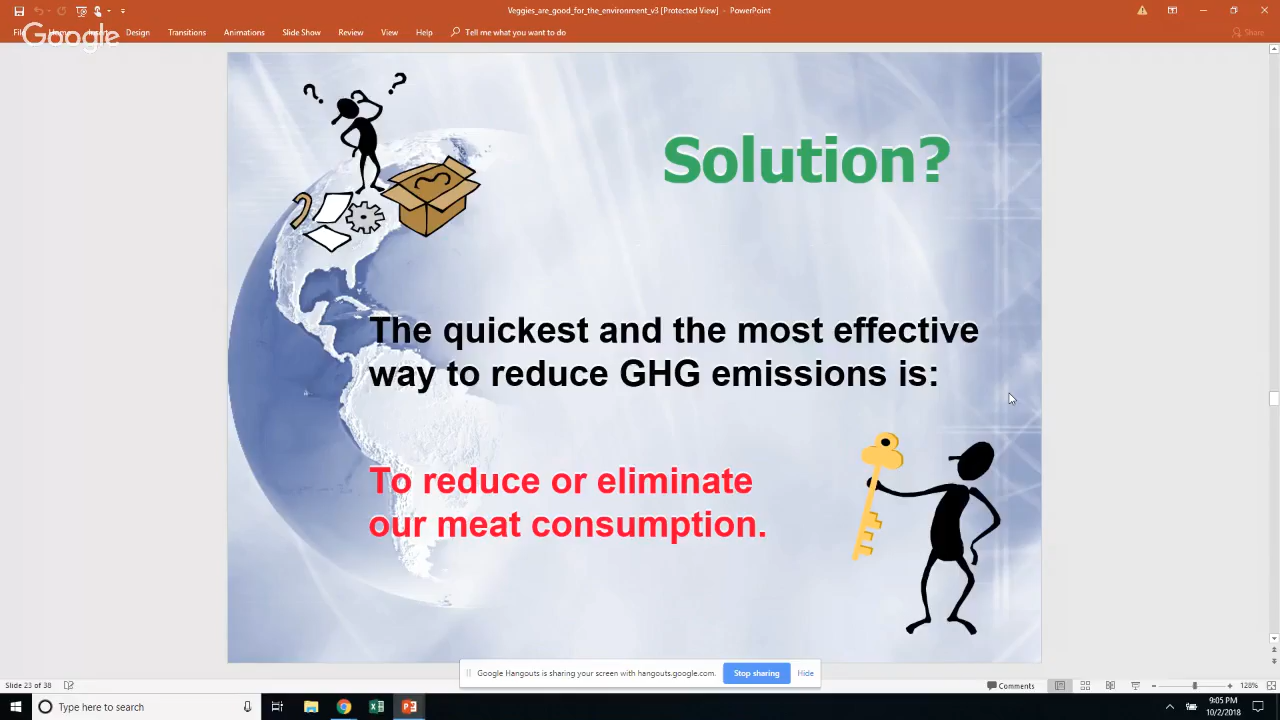 Veggies_are_good_for_the_environment_v3 [Protected View] - PowerPoint
Google
Design Transitions Animations Slide Show Review View Help Tell me what you want to do Share
? ?
Solution?
The quickest and the most effective
way to reduce GHG emissions is:
To reduce or eliminate
our meat consumption.
Google Hangouts is sharing your screen with hangouts.google.com. Stop sharing Hide
Slide 23 of 38 Comments 128%
Type here to search 9:05 PM
10/2/2018